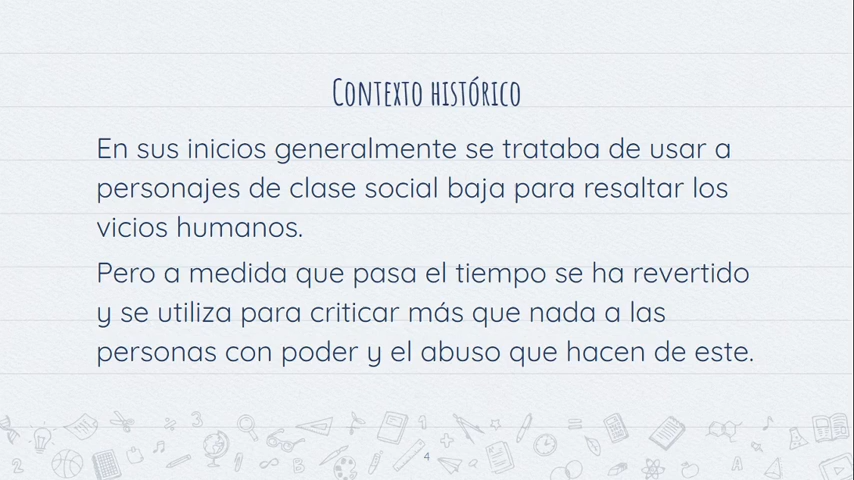 Contexto histórico
En sus inicios generalmente se trataba de usar a
personajes de clase social baja para resaltar los
vicios humanos.
Pero a medida que pasa el tiempo se ha revertido
y se utiliza para criticar más que nada a las
personas con poder y el abuso que hacen de este.
4